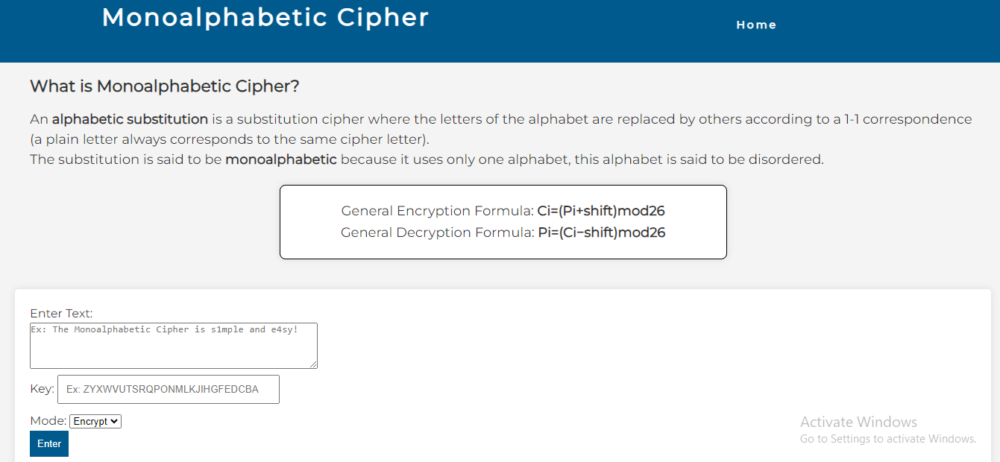 Monoalphabetic Cipher
Home
What is Monoalphabetic Cipher?
An alphabetic substitution is a substitution cipher where the letters of the alphabet are replaced by others according to a 1-1 correspondence
(a plain letter always corresponds to the same cipher letter).
The substitution is said to be monoalphabetic because it uses only one alphabet, this alphabet is said to be disordered.
General Encryption Formula: Ci=(Pi+shift)mod26
General Decryption Formula: Pi=(Ci−shift)mod26
Enter Text:
Ex: The Monoalphabetic Cipher is s1mple and e4sy!
Key: Ex: ZYXWVUTSRQPONMLKJIHGFEDCBA
Mode: Encrypt
Enter
Activate Windows
Go to Settings to activate Windows.